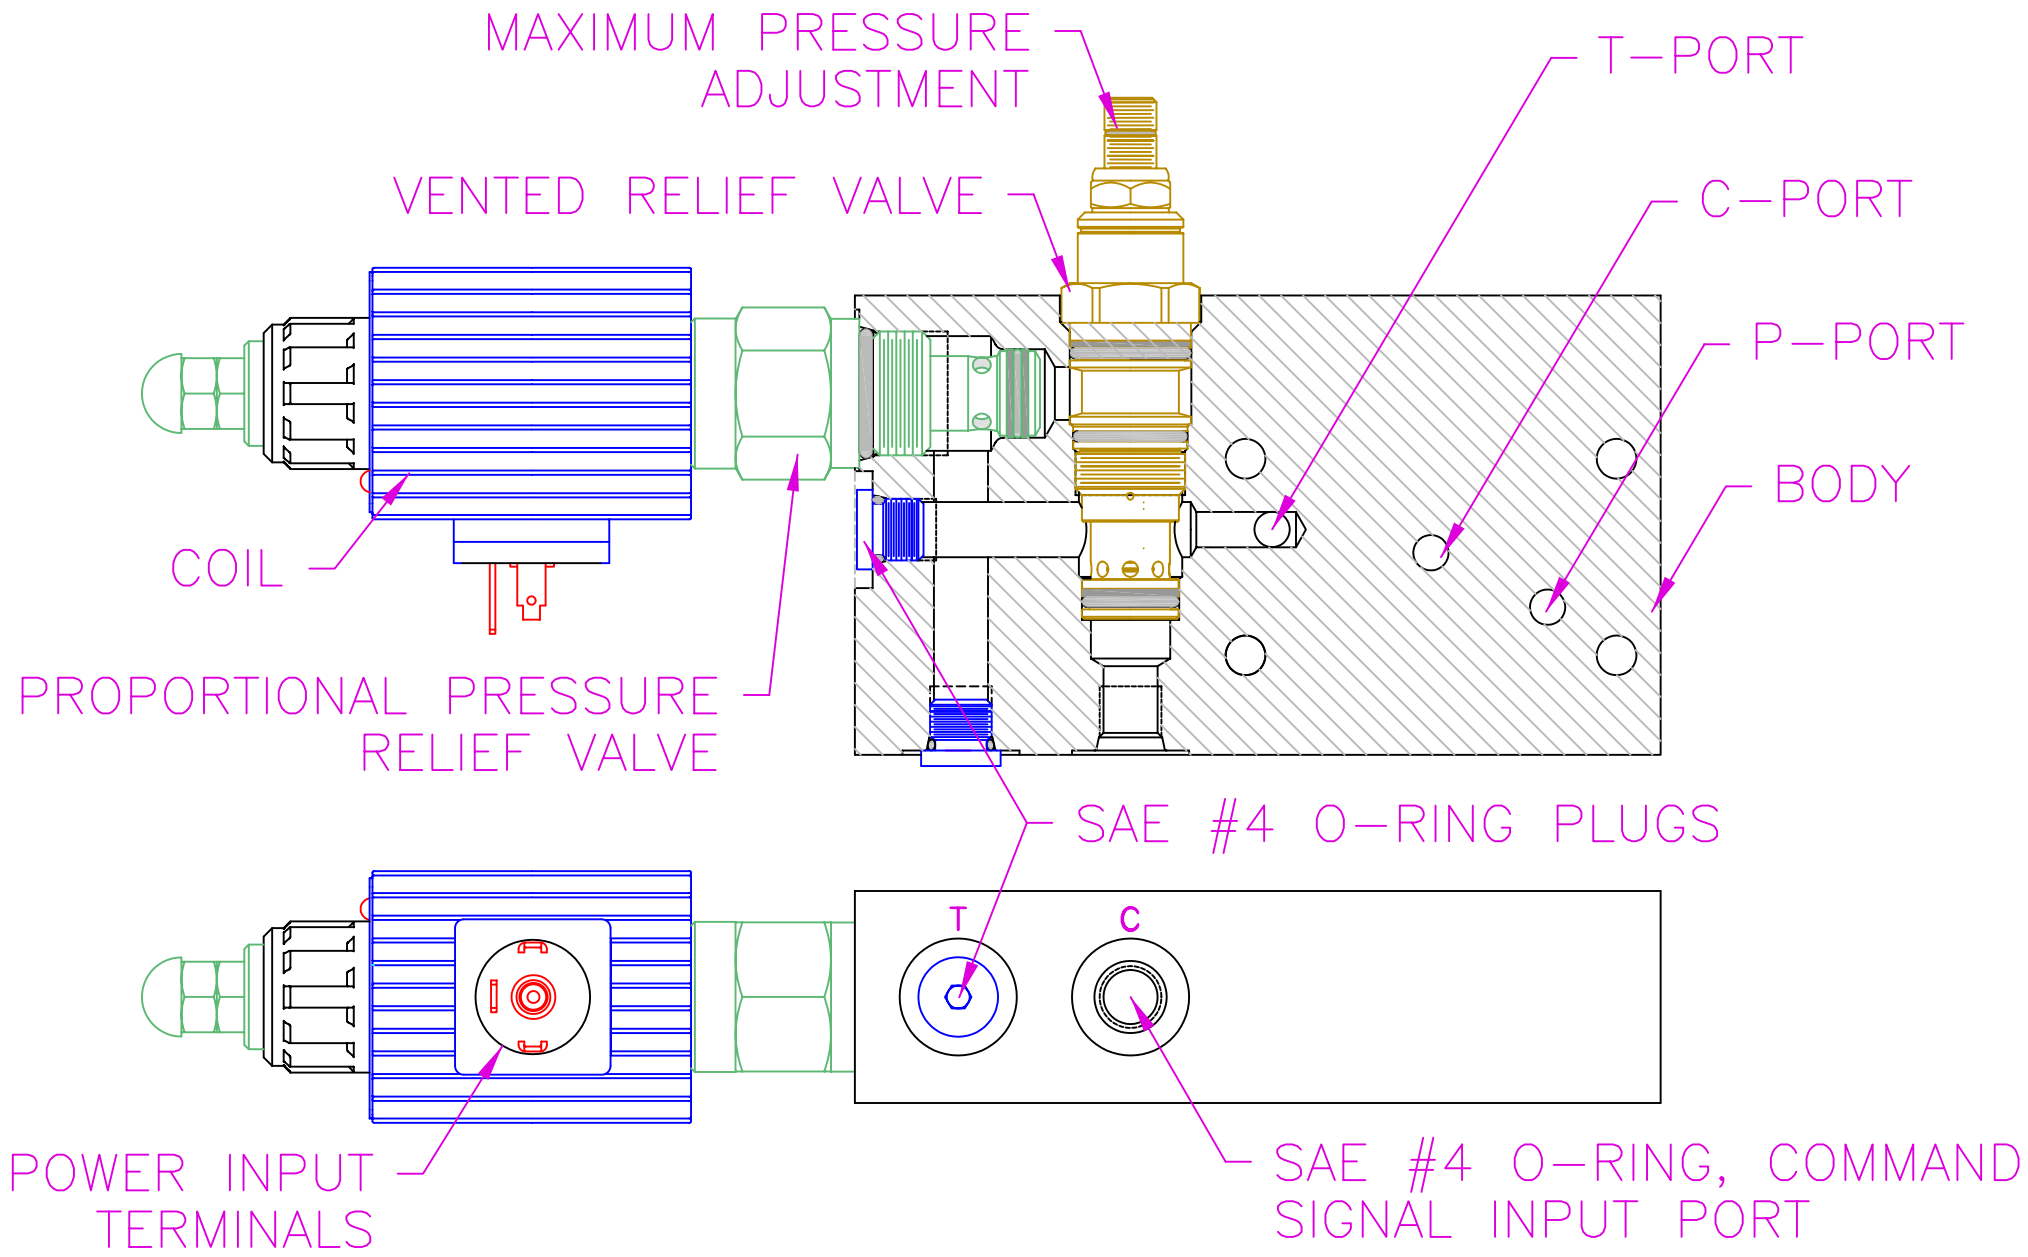 MAXIMUM PRESSURE
ADJUSTMENT
T-PORT
VENTED RELIEF VALVE
C-PORT
P-PORT
BODY
COIL
PROPORTIONAL PRESSURE
RELIEF VALVE
SAE #4 O-RING PLUGS
T
C
POWER INPUT
TERMINALS
SAE #4 O-RING, COMMAND
SIGNAL INPUT PORT